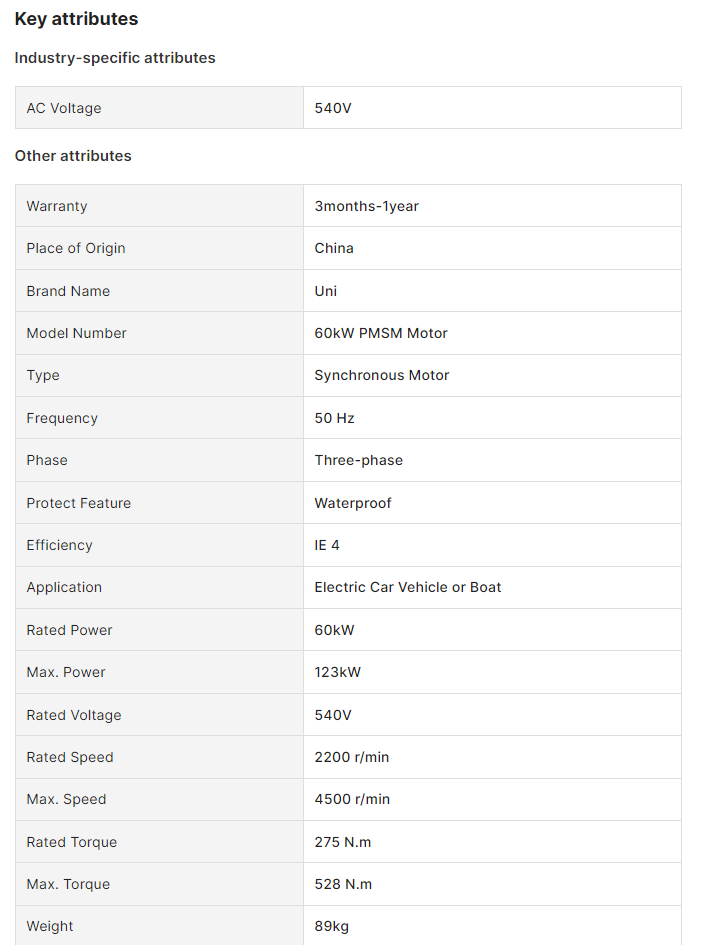 Key attributes
Industry-specific attributes
AC Voltage 540V
Other attributes
Warranty 3months-1year
Place of Origin China
Brand Name Uni
Model Number 60kW PMSM Motor
Type Synchronous Motor
Frequency 50 Hz
Phase Three-phase
Protect Feature Waterproof
Efficiency IE 4
Application Electric Car Vehicle or Boat
Rated Power 60kW
Max. Power 123kW
Rated Voltage 540V
Rated Speed 2200 r/min
Max. Speed 4500 r/min
Rated Torque 275 N.m
Max. Torque 528 N.m
Weight 89kg